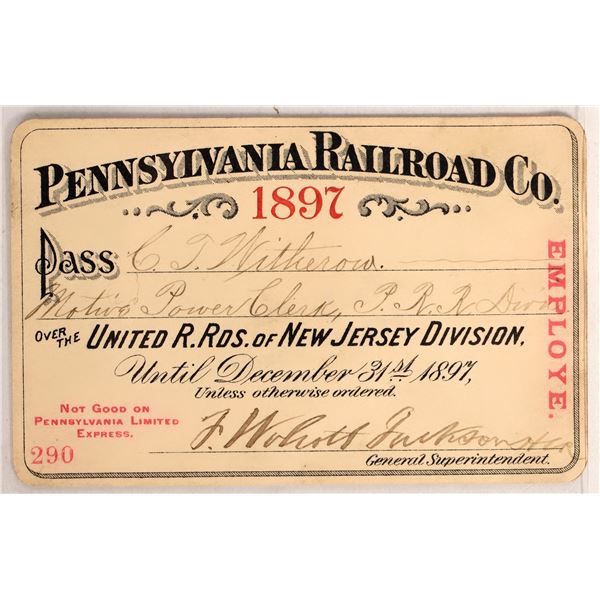 PENNSYLVANIA RAILROAD CO.
1897
Pass C. T. Witherow.
Motive Power Clerk, P. R. R. Divn
OVER THE UNITED R. RDS. OF NEW JERSEY DIVISION.
Until December 31st 1897,
Unless otherwise ordered.
NOT GOOD ON
PENNSYLVANIA LIMITED
EXPRESS.
290
F. Wolcott Jackson
General Superintendent.
EMPLOYE.